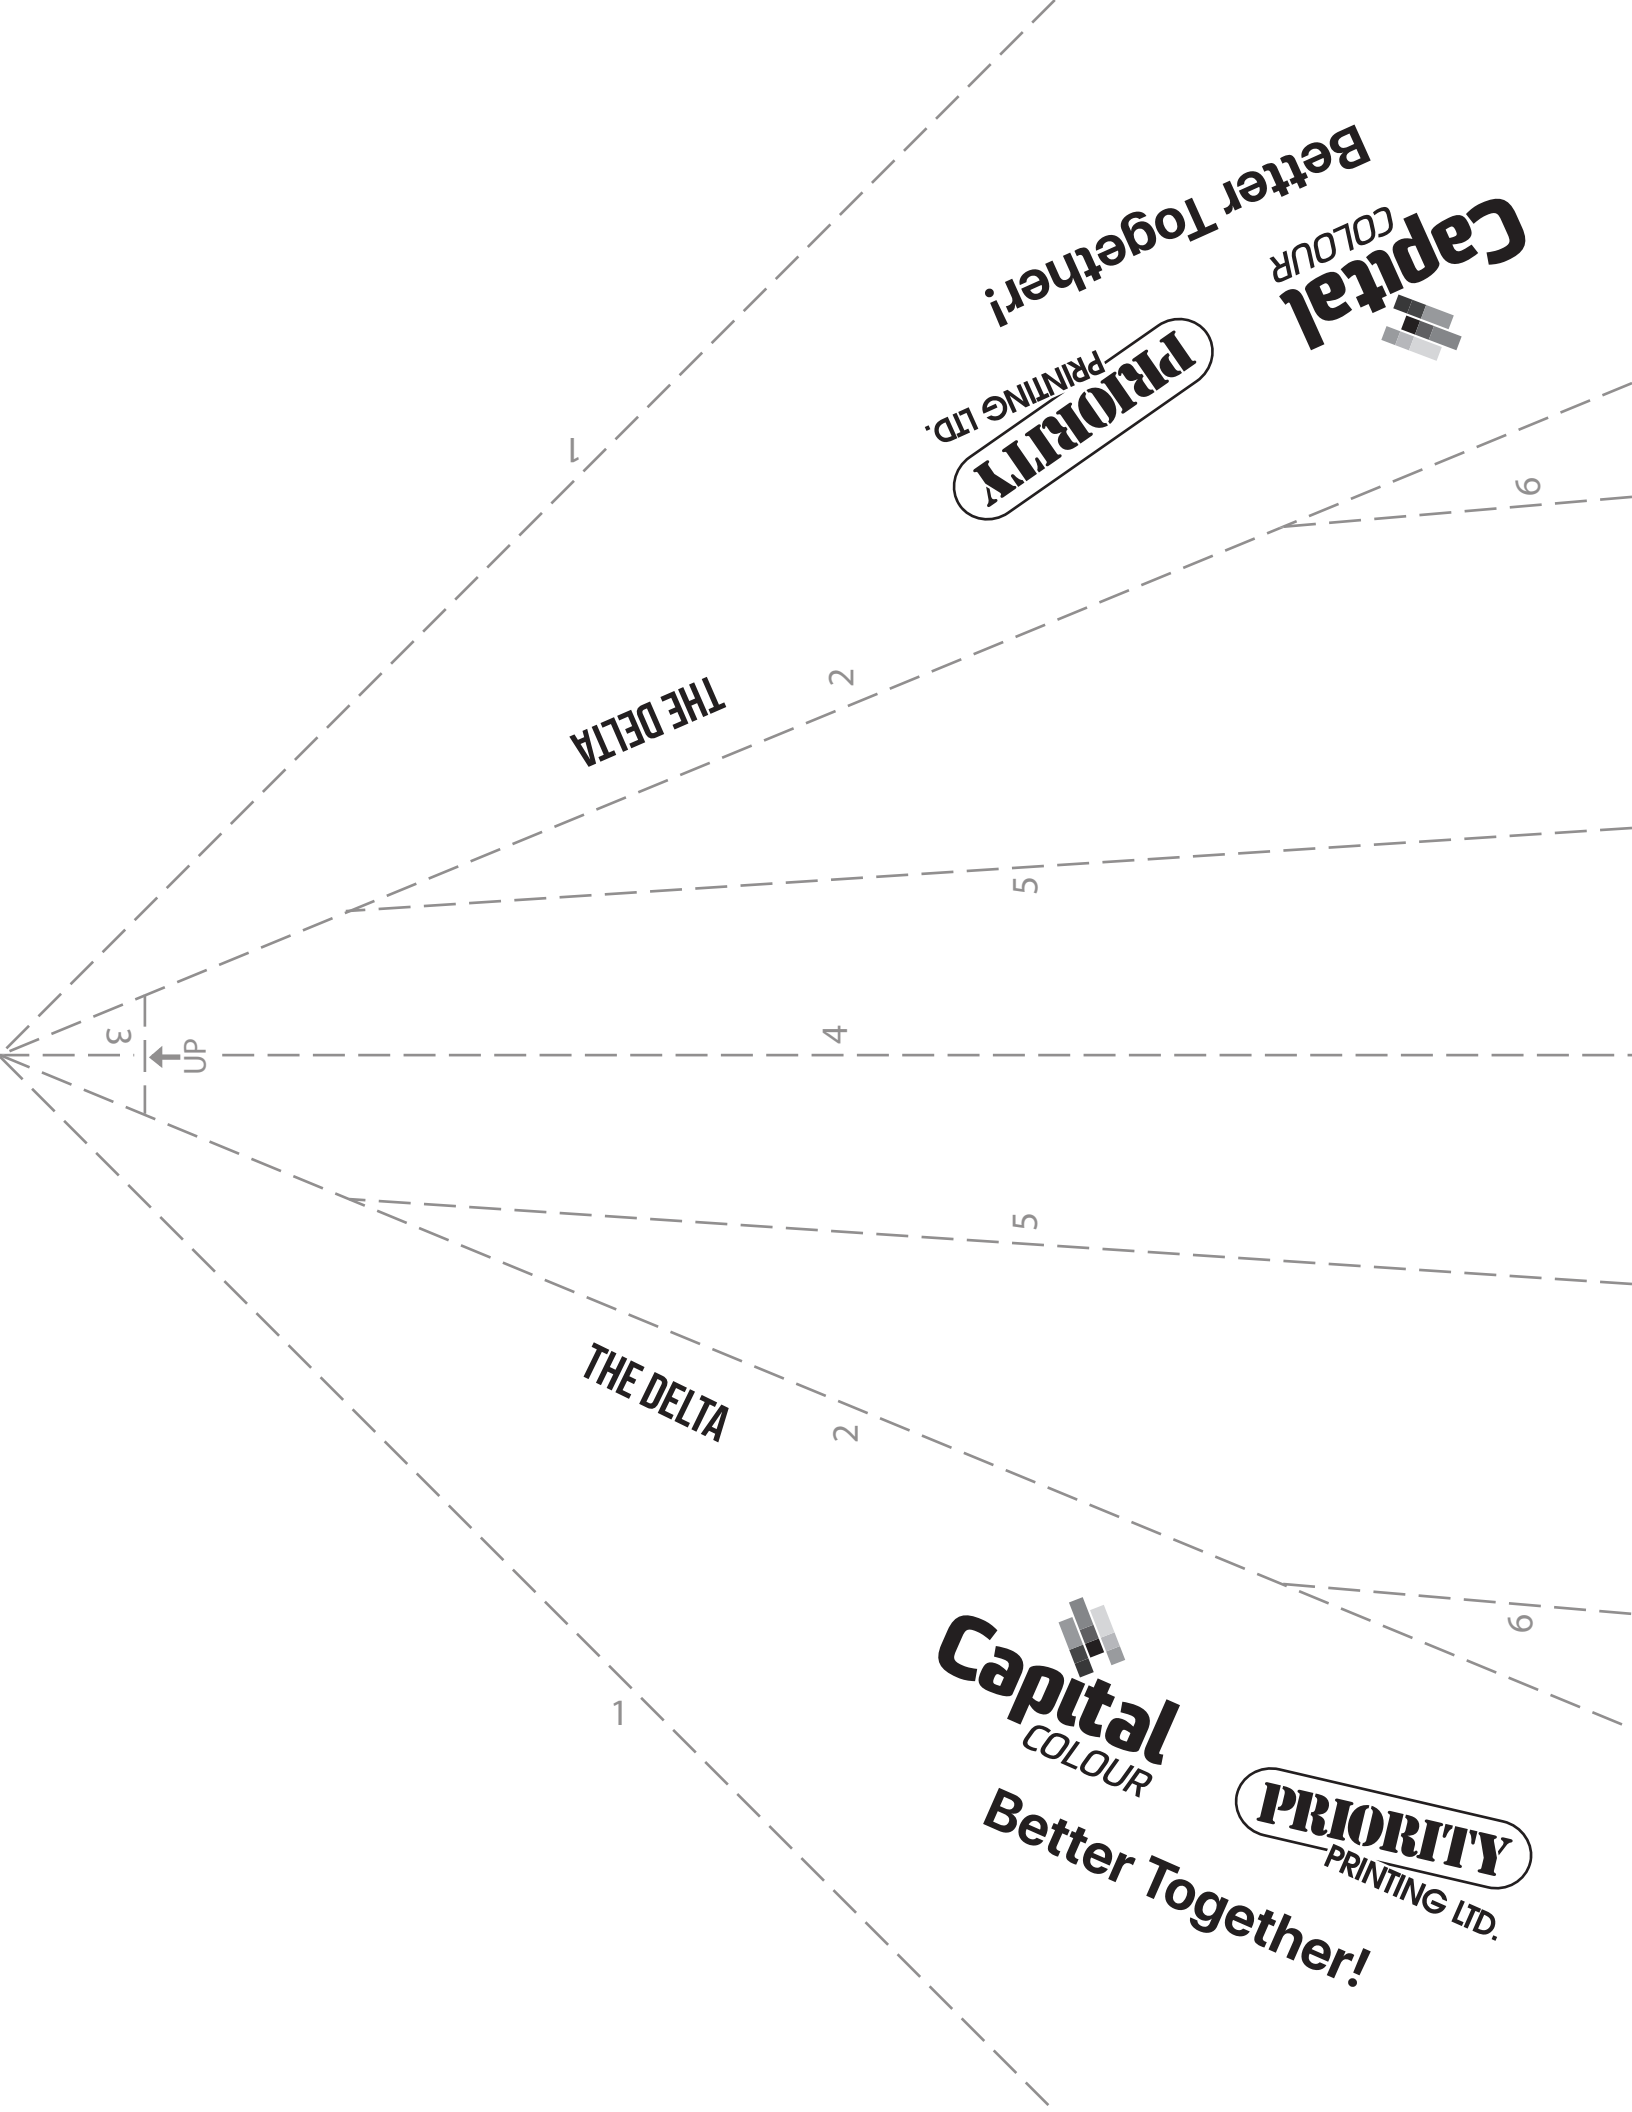 Better Together!
Capital
COLOUR
PRIORITY
PRINTING LTD.
1
6
2
THE DELTA
5
3
UP
4
5
THE DELTA
2
Capital
COLOUR
6
1
PRIORITY
PRINTING LTD.
Better Together!